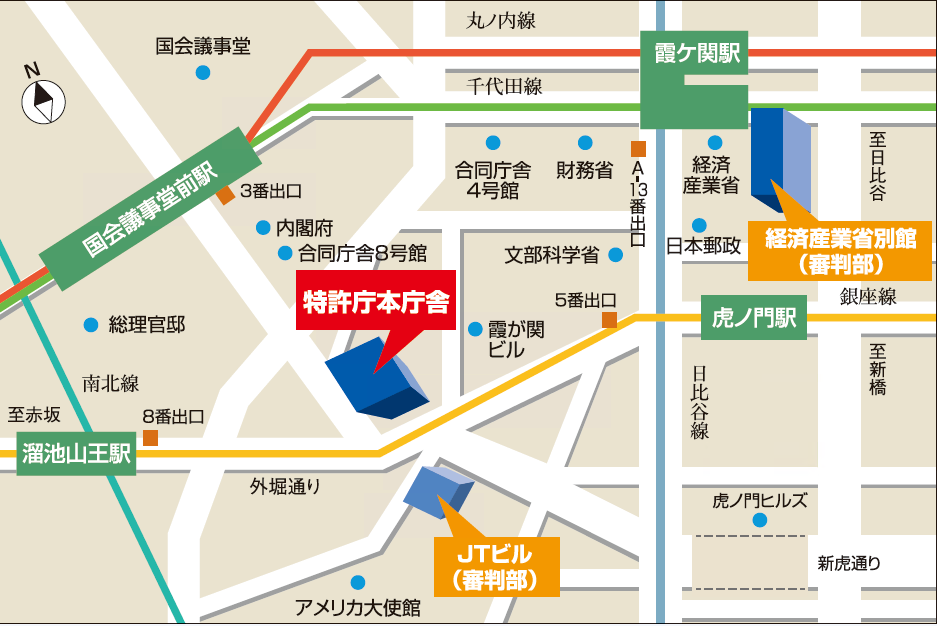 丸ノ内線
国会議事堂
霞ケ関駅
N
千代田線
合同庁舎
4号館
財務省
A-13番出口
経済
産業省
至日比谷
国会議事堂前駅
3番出口
内閣府
合同庁舎8号館
文部科学省
日本郵政
経済産業省別館
（審判部）
特許庁本庁舎
5番出口
銀座線
総理官邸
霞が関
ビル
虎ノ門駅
至新橋
南北線
日比谷線
至赤坂
8番出口
溜池山王駅
外堀通り
虎ノ門ヒルズ
JTビル
（審判部）
新虎通り
アメリカ大使館